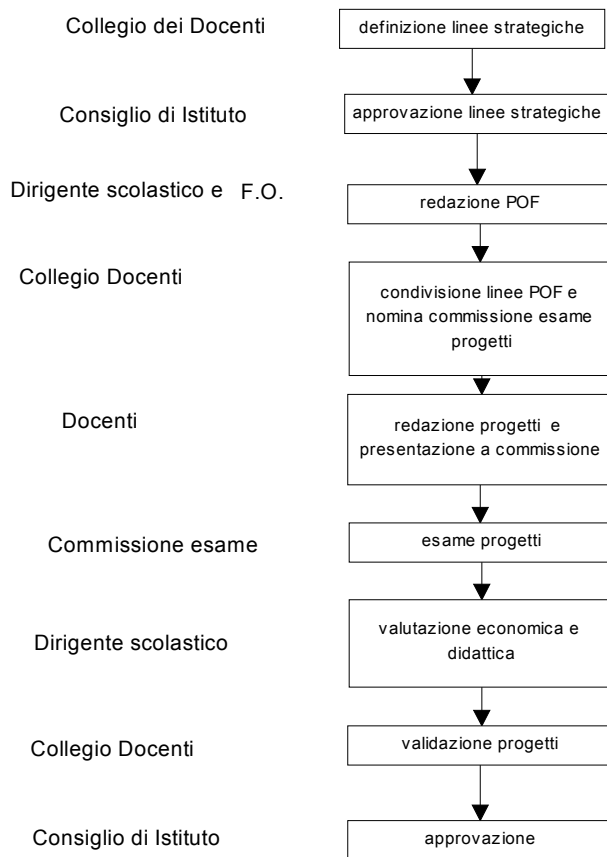 Collegio dei Docenti
definizione linee strategiche
Consiglio di Istituto
approvazione linee strategiche
Dirigente scolastico e F.O.
redazione POF
Collegio Docenti
condivisione linee POF e
nomina commissione esame
progetti
Docenti
redazione progetti e
presentazione a commissione
Commissione esame
esame progetti
Dirigente scolastico
valutazione economica e
didattica
Collegio Docenti
validazione progetti
Consiglio di Istituto
approvazione